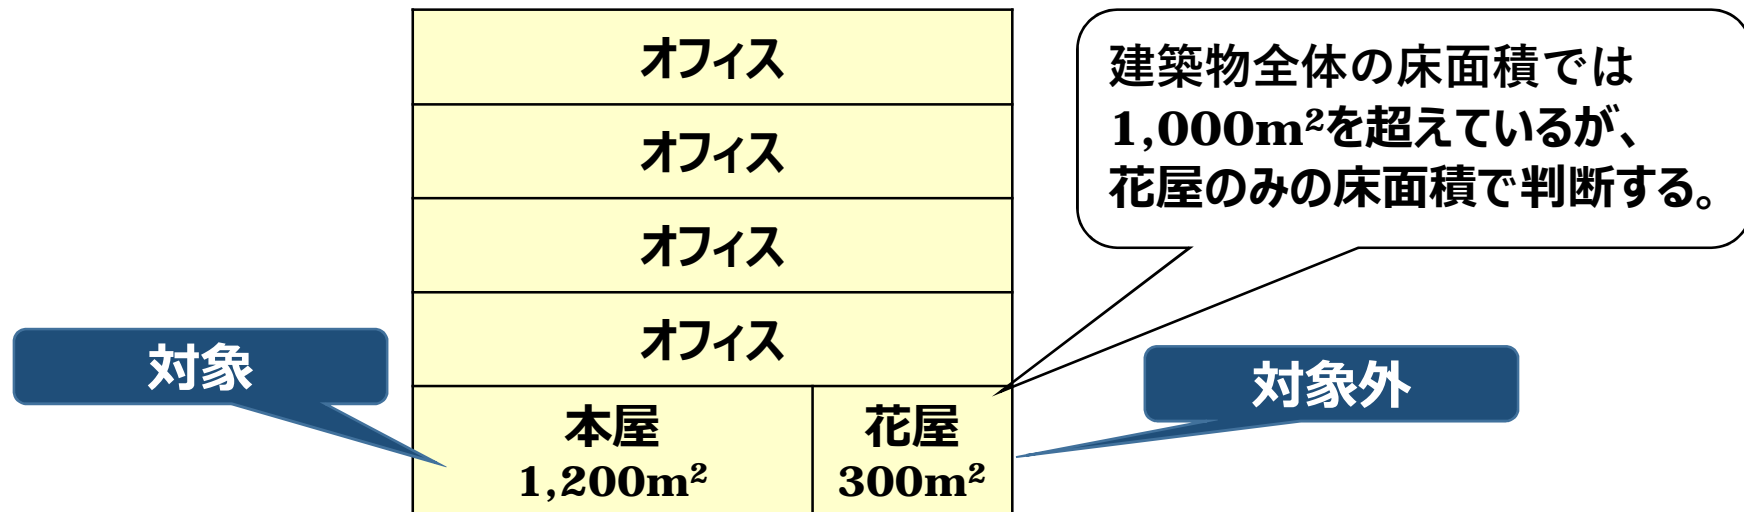 オフィス
オフィス
オフィス
オフィス
本屋
1,200m²
花屋
300m²
建築物全体の床面積では
1,000m²を超えているが、
花屋のみの床面積で判断する。
対象
対象外